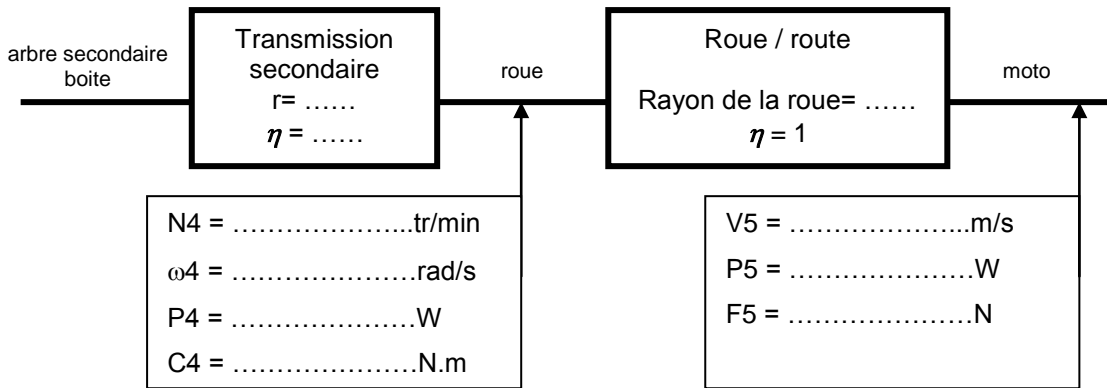 arbre secondaire
boite
Transmission
secondaire
r= ……
η = ……
roue
Roue / route
Rayon de la roue= ……
η = 1
moto
N4 = …………………...tr/min
ω4 = …………………rad/s
P4 = …………………W
C4 = …………………..N.m
V5 = …………………...m/s
P5 = …………………W
F5 = …………………N